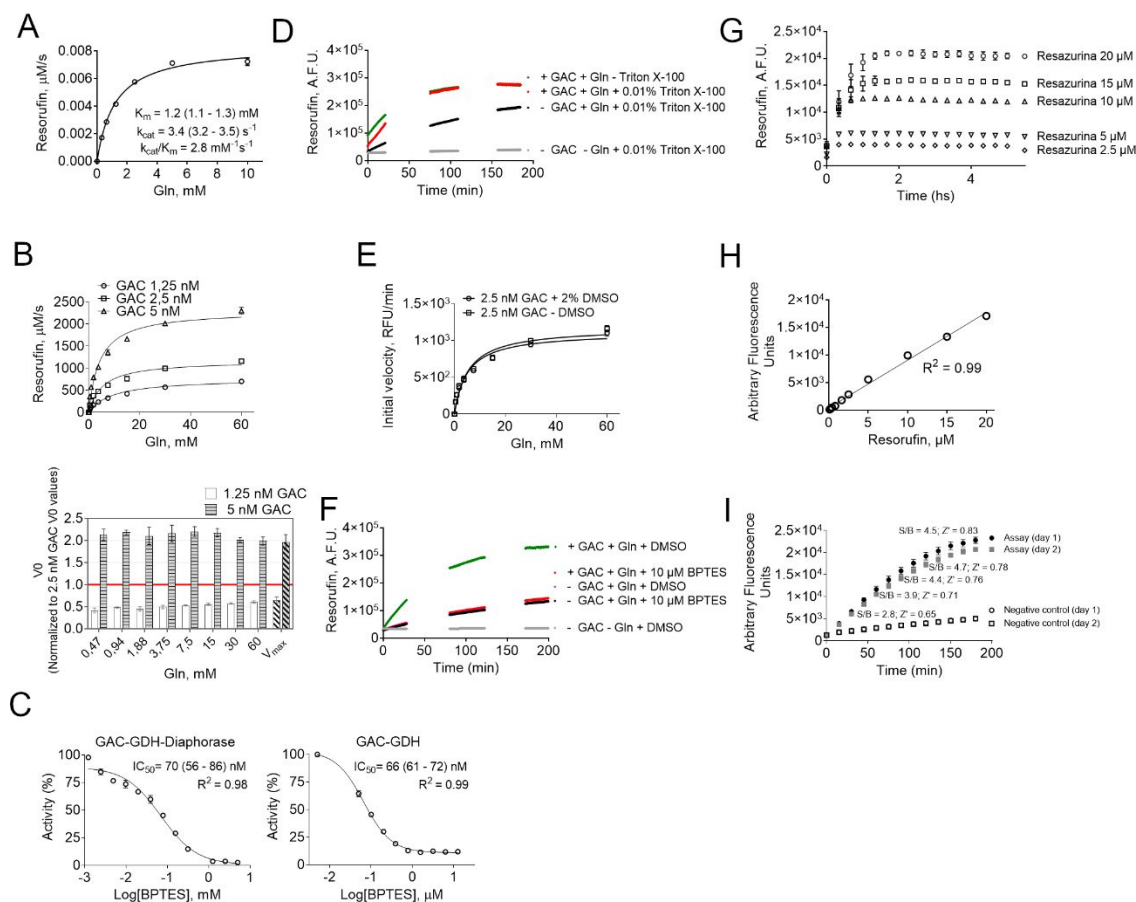 A
Resorufin, µM/s
0.008
0.006
0.004
0.002
0.000
Km = 1.2 (1.1 - 1.3) mM
kcat = 3.4 (3.2 - 3.5) s-1
kcat/Km = 2.8 mM-1s-1
0 2 4 6 8 10
Gln, mM
B
GAC 1,25 nM
GAC 2,5 nM
GAC 5 nM
Resorufin, µM/s
2500
2000
1500
1000
500
0
0 20 40 60
Gln, mM
1.25 nM GAC
5 nM GAC
V0
(Normalized to 2.5 nM GAC V0 values)
2.5
2.0
1.5
1.0
0.5
0.0
0,47 0,94 1,88 3,75 7,5 15 30 60 Vmax
Gln, mM
C
GAC-GDH-Diaphorase
IC50= 70 (56 - 86) nM
R2 = 0.98
Activity (%)
100
75
50
25
0
-3 -2 -1 0 1
Log[BPTES], mM
GAC-GDH
IC50= 66 (61 - 72) nM
R2 = 0.99
Activity (%)
100
75
50
25
0
-2 -1 0 1
Log[BPTES], µM
D
Resorufin, A.F.U.
4×105
3×105
2×105
1×105
0
0 50 100 150 200
Time (min)
+ GAC + Gln - Triton X-100
+ GAC + Gln + 0.01% Triton X-100
- GAC + Gln + 0.01% Triton X-100
- GAC - Gln + 0.01% Triton X-100
E
Initial velocity, RFU/min
1×103
5×102
0
2.5 nM GAC + 2% DMSO
2.5 nM GAC - DMSO
0 20 40 60
Gln, mM
F
Resorufin, A.F.U.
4×105
3×105
2×105
1×105
0
0 50 100 150 200
Time (min)
+ GAC + Gln + DMSO
+ GAC + Gln + 10 µM BPTES
- GAC + Gln + DMSO
- GAC + Gln + 10 µM BPTES
- GAC - Gln + DMSO
G
Resorufin, A.F.U.
2.5×104
2×104
1.5×104
1×104
5×103
0
2 4
Time (hs)
Resazurina 20 µM
Resazurina 15 µM
Resazurina 10 µM
Resazurina 5 µM
Resazurina 2.5 µM
H
Arbitrary Fluorescence
Units
2×104
1.5×104
1×104
5×103
0
R2 = 0.99
0 5 10 15 20
Resorufin, µM
I
Arbitrary Fluorescence
Units
2.5×104
2×104
1.5×104
1×104
5×103
0
S/B = 4.5; Z' = 0.83
S/B = 4.7; Z' = 0.78
S/B = 4.4; Z' = 0.76
S/B = 3.9; Z' = 0.71
S/B = 2.8; Z' = 0.65
Assay (day 1)
Assay (day 2)
Negative control (day 1)
Negative control (day 2)
0 50 100 150 200
Time (min)